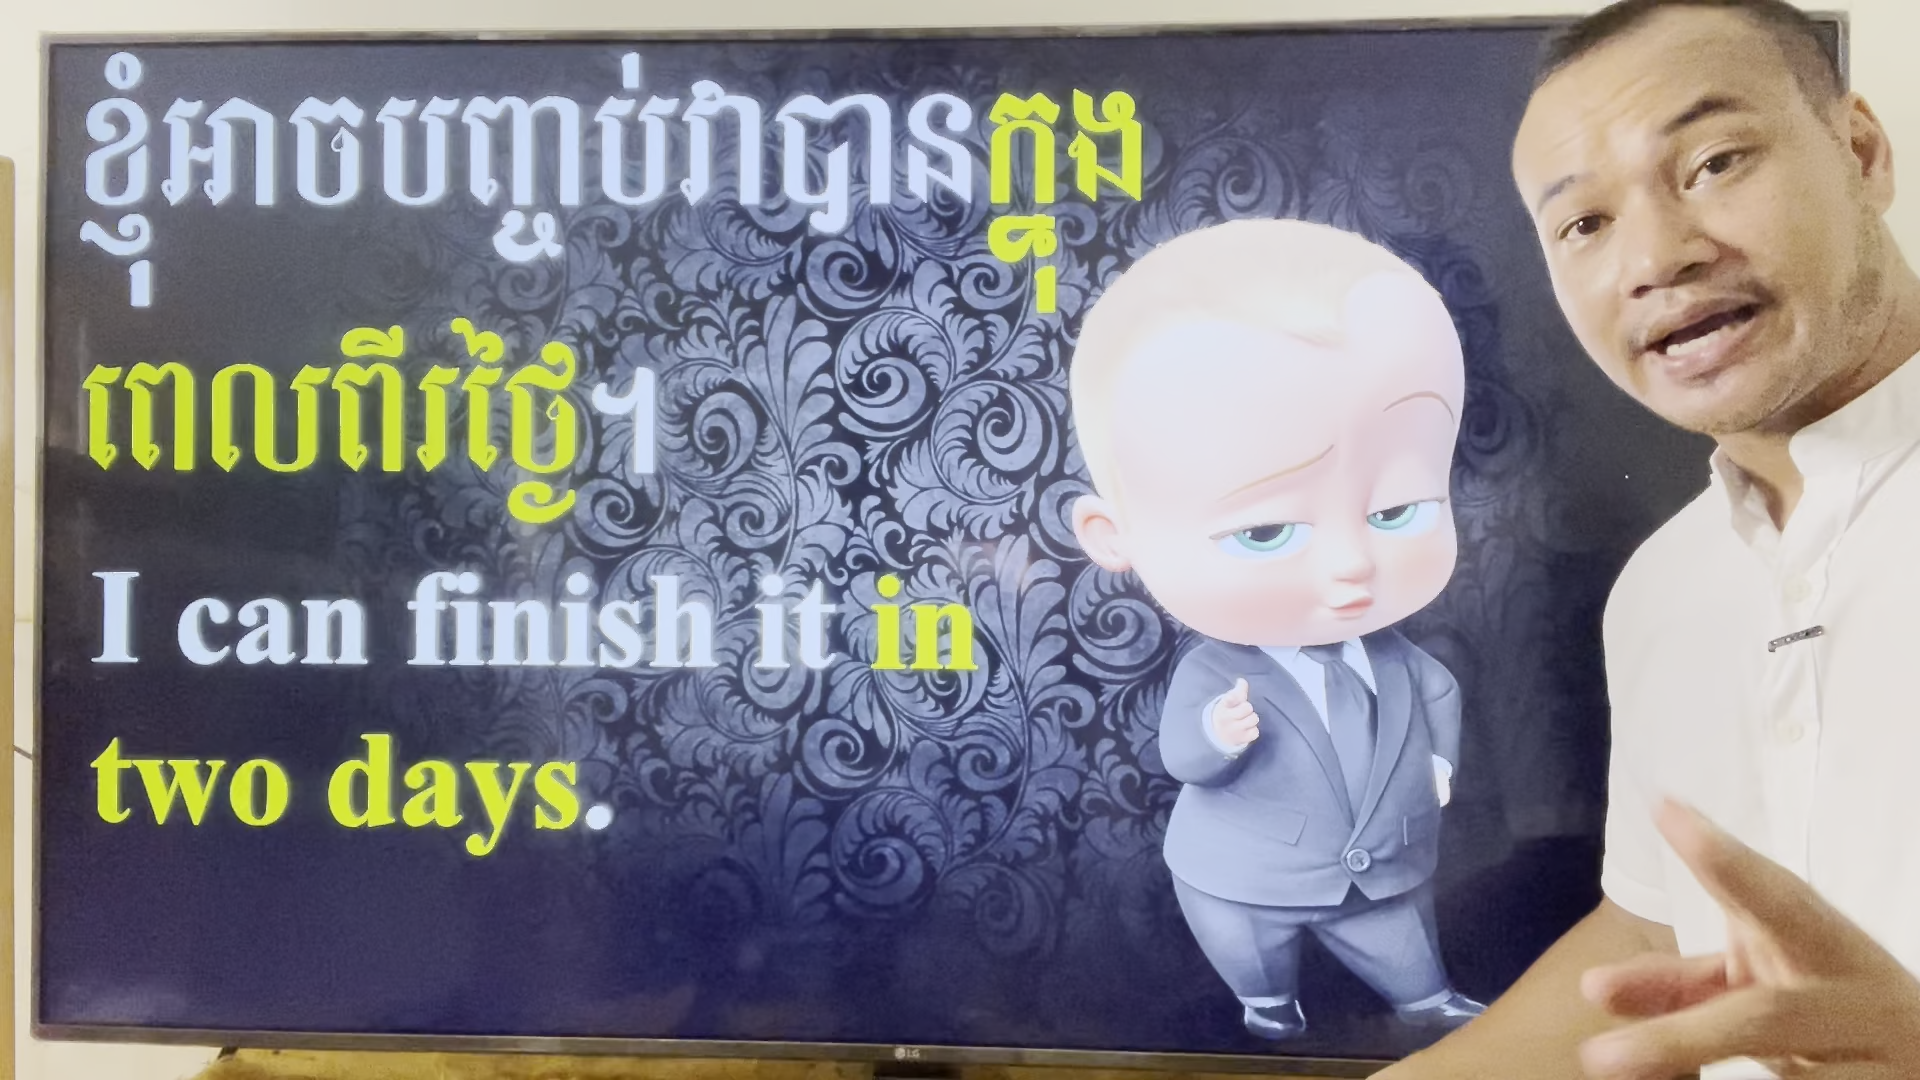 ខ្ញុំអាចបញ្ចប់វាបានក្នុង
ពេលពីរថ្ងៃ។
I can finish it in
two days.
LG